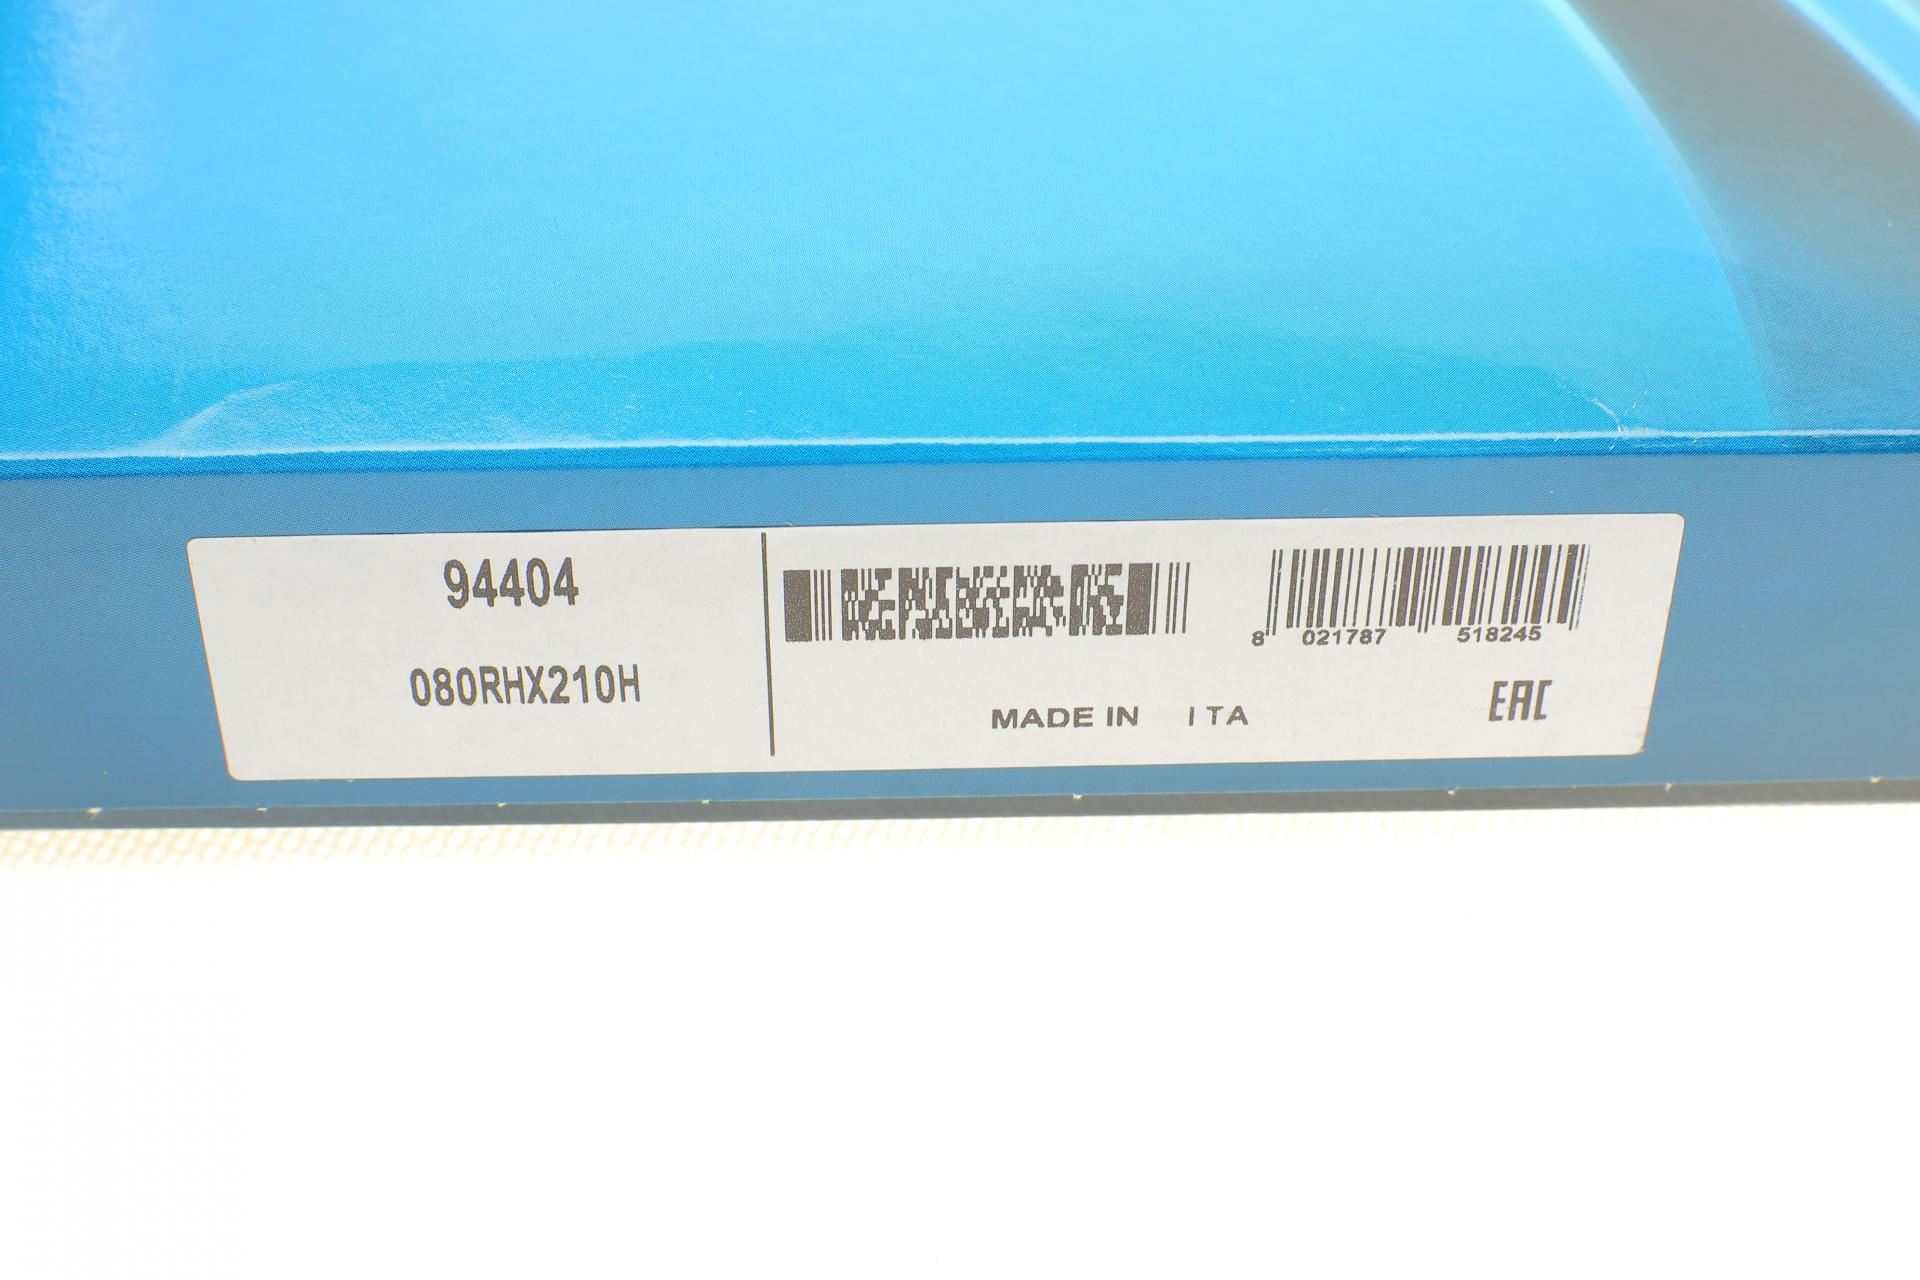 94404
080RHX210H
8 021787 518245
MADE IN ITA
EAC